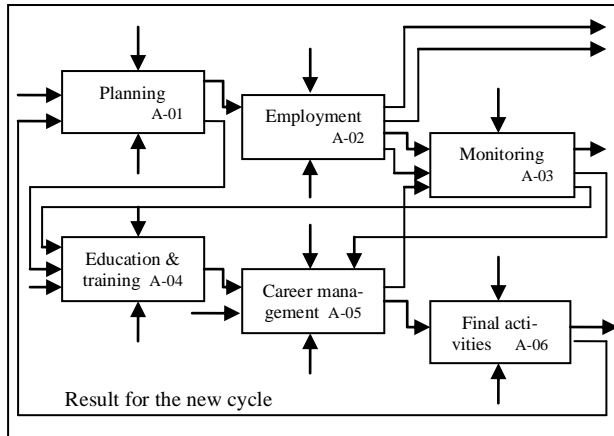 Planning
A-01
Employment
A-02
Monitoring
A-03
Education &
training A-04
Career mana-
gement A-05
Final acti-
vities A-06
Result for the new cycle